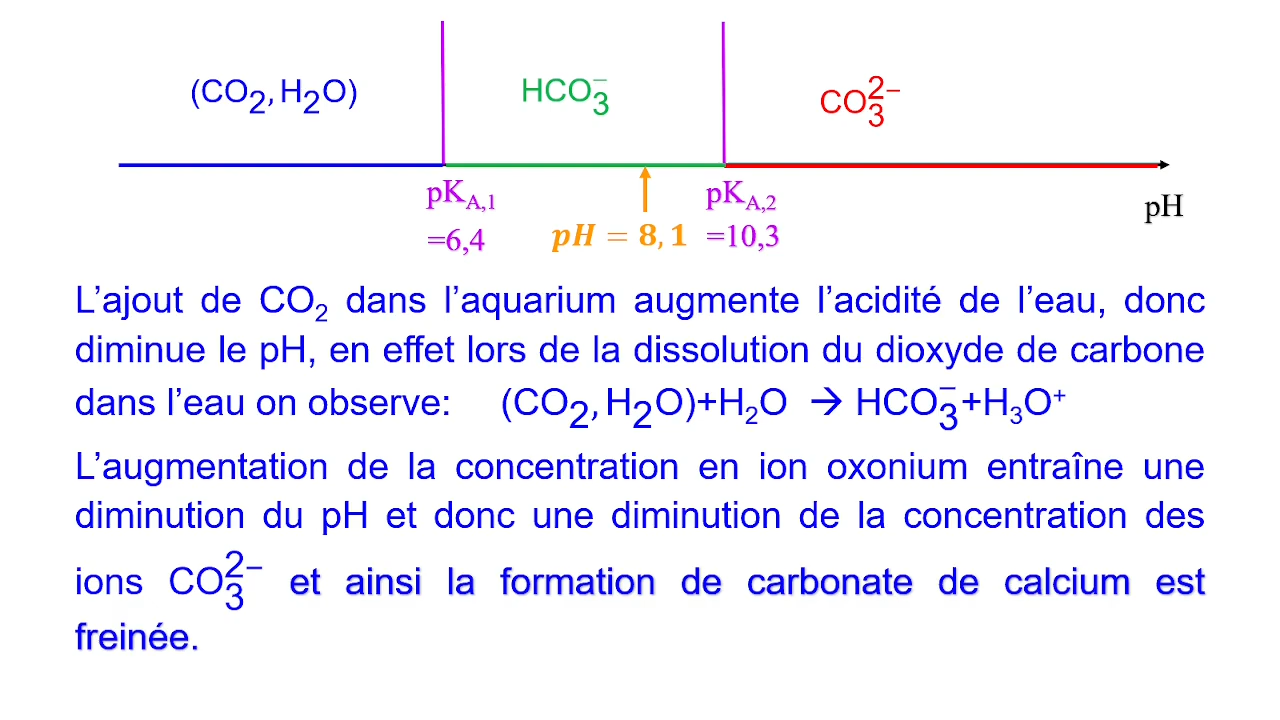 (CO₂,H₂O) HCO₃⁻ CO₃²⁻
pK_A,1 pK_A,2 pH
=6,4 pH = 8,1 =10,3
L’ajout de CO₂ dans l’aquarium augmente l’acidité de l’eau, donc
diminue le pH, en effet lors de la dissolution du dioxyde de carbone
dans l’eau on observe: (CO₂,H₂O)+H₂O → HCO₃⁻+H₃O⁺
L’augmentation de la concentration en ion oxonium entraîne une
diminution du pH et donc une diminution de la concentration des
ions CO₃²⁻ et ainsi la formation de carbonate de calcium est
freinée.